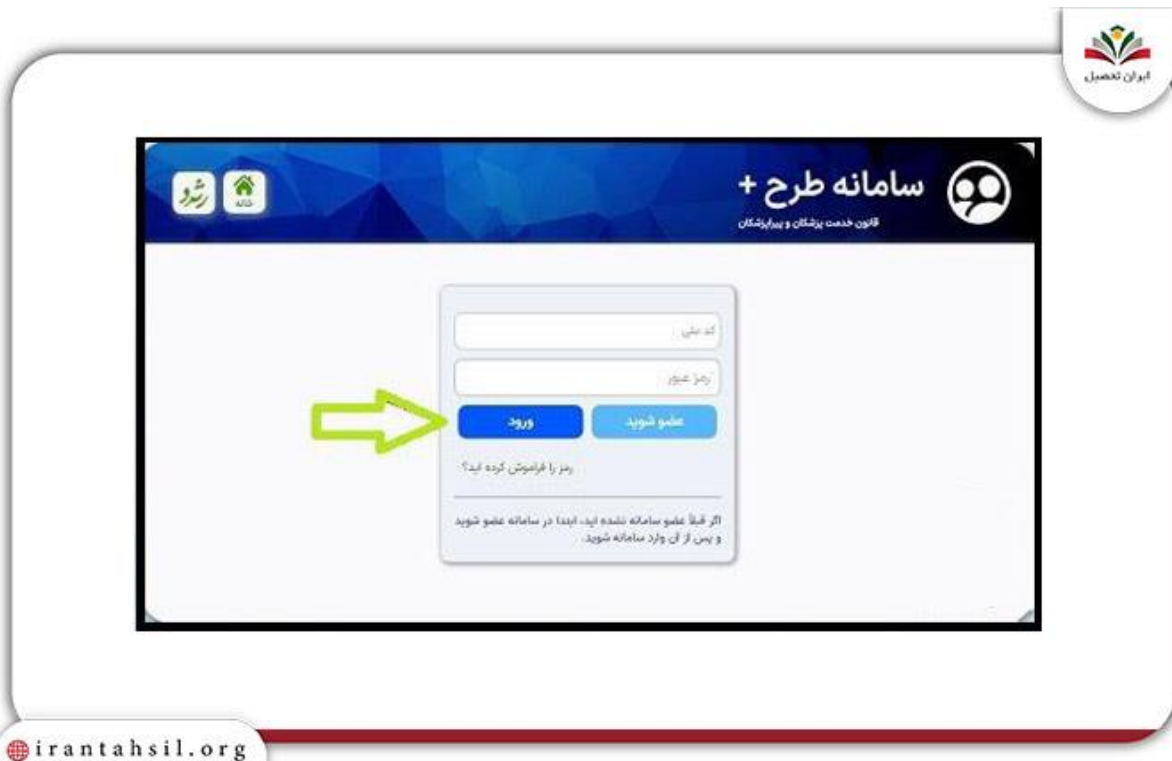 ایران تحصیل
سامانه طرح +
قانون خدمت پزشکان و پیراپزشکان
خانه
رشد
کد ملی
رمز عبور
عضو شوید
ورود
رمز را فراموش کرده اید؟
اگر قبلاً عضو سامانه نشده اید، ابتدا در سامانه عضو شوید
و پس از آن وارد سامانه شوید.
irantahsil.org